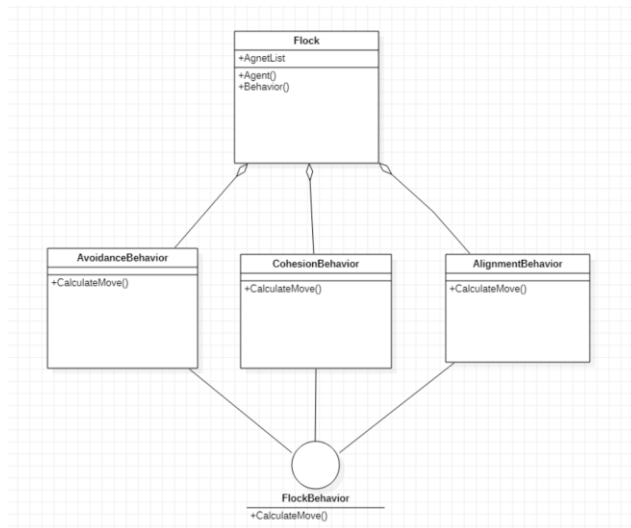 Flock
+AgnetList
+Agent()
+Behavior()
AvoidanceBehavior
+CalculateMove()
CohesionBehavior
+CalculateMove()
AlignmentBehavior
+CalculateMove()
FlockBehavior
+CalculateMove()